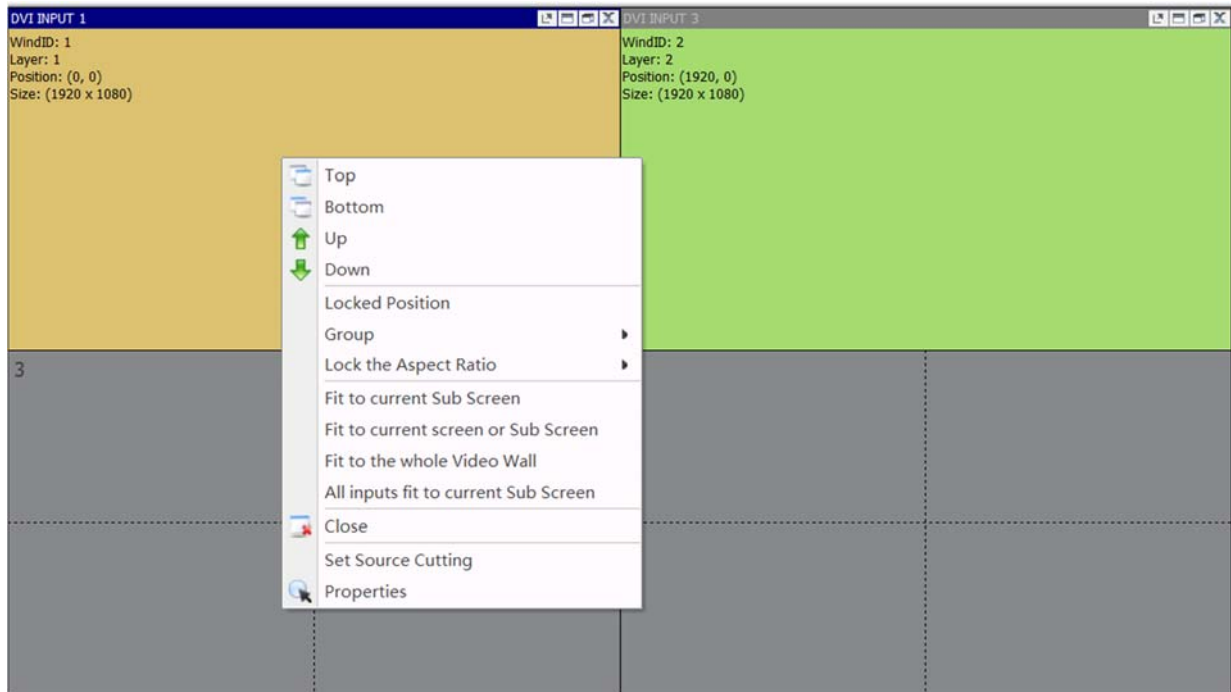 DVI INPUT 1
WindID: 1
Layer: 1
Position: (0, 0)
Size: (1920 x 1080)
DVI INPUT 3
WindID: 2
Layer: 2
Position: (1920, 0)
Size: (1920 x 1080)
Top
Bottom
Up
Down
Locked Position
Group
Lock the Aspect Ratio
Fit to current Sub Screen
Fit to current screen or Sub Screen
Fit to the whole Video Wall
All inputs fit to current Sub Screen
Close
Set Source Cutting
Properties
3